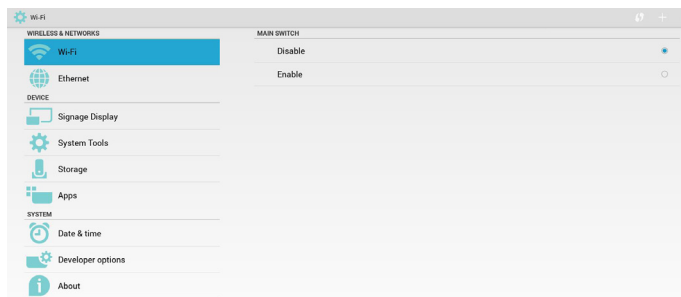 Wi-Fi
WIRELESS & NETWORKS
Wi-Fi
Ethernet
DEVICE
Signage Display
System Tools
Storage
Apps
SYSTEM
Date & time
Developer options
About
MAIN SWITCH
Disable
Enable